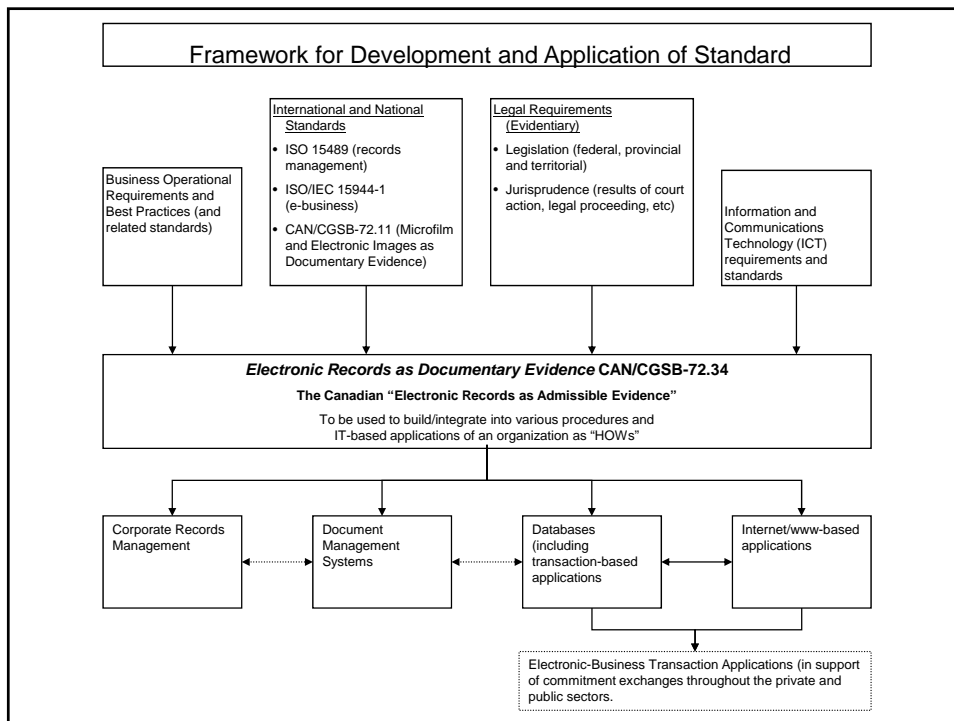 Framework for Development and Application of Standard
Business Operational
Requirements and
Best Practices (and
related standards)
International and National
Standards
• ISO 15489 (records
management)
• ISO/IEC 15944-1
(e-business)
• CAN/CGSB-72.11 (Microfilm
and Electronic Images as
Documentary Evidence)
Legal Requirements
(Evidentiary)
• Legislation (federal, provincial
and territorial)
• Jurisprudence (results of court
action, legal proceeding, etc)
Information and
Communications
Technology (ICT)
requirements and
standards
Electronic Records as Documentary Evidence CAN/CGSB-72.34
The Canadian “Electronic Records as Admissible Evidence”
To be used to build/integrate into various procedures and
IT-based applications of an organization as “HOWs”
Corporate Records
Management
Document
Management
Systems
Databases
(including
transaction-based
applications
Internet/www-based
applications
Electronic-Business Transaction Applications (in support
of commitment exchanges throughout the private and
public sectors.